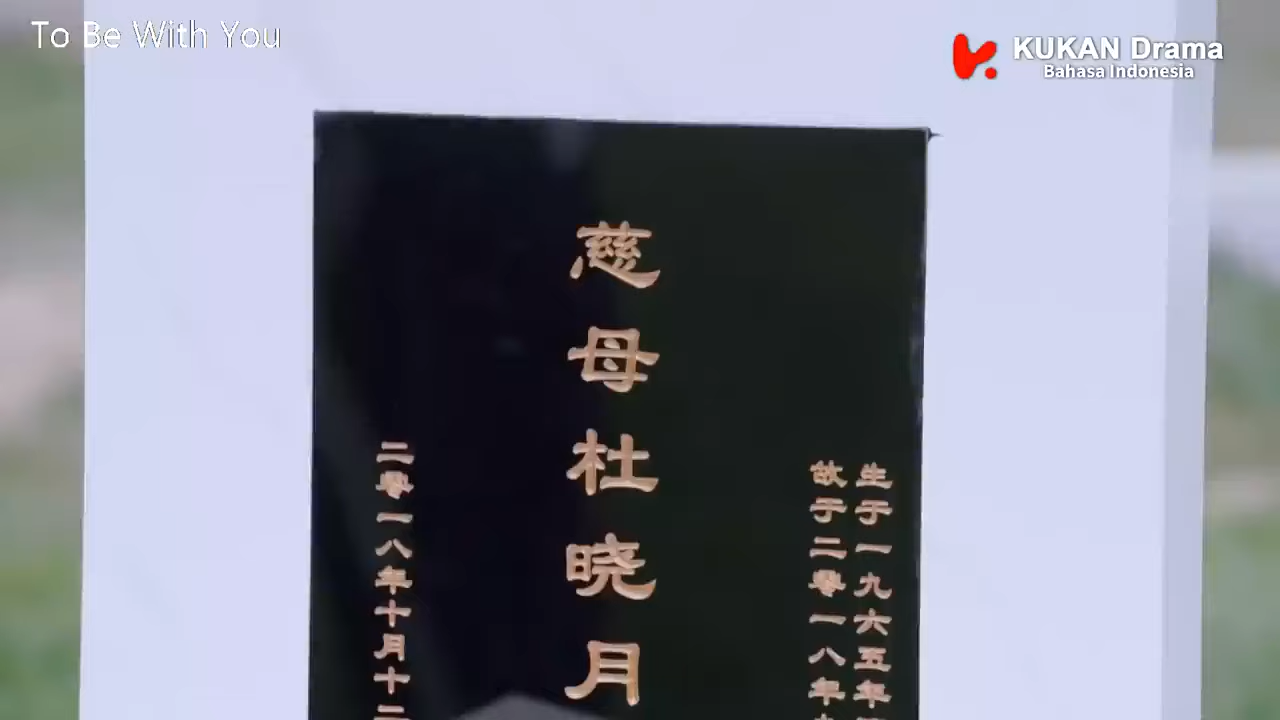 To Be With You
KUKAN Drama
Bahasa Indonesia
生于一九六五年
故于二零一八年
慈母杜晓月
二零一八年十月十二